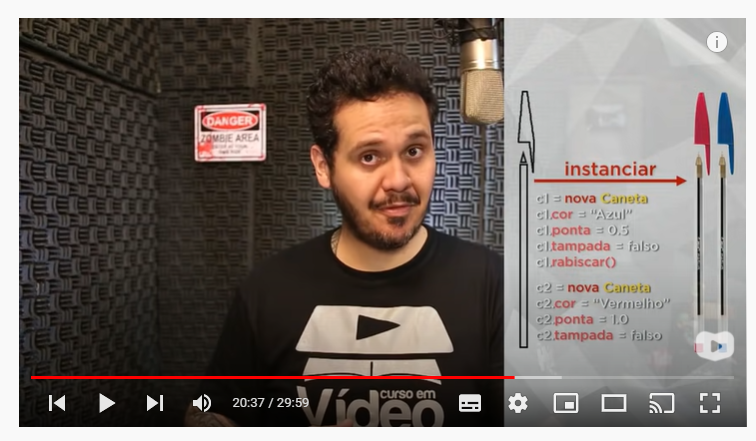 DANGER
ZOMBIE AREA
instanciar
c1 = nova Caneta
c1.cor = "Azul"
c1.ponta = 0.5
c1.tampada = falso
c1.rabiscar()
c2 = nova Caneta
c2.cor = "Vermelho"
c2.ponta = 1.0
c2.tampada = falso
curso em
Vídeo
20:37 / 29:59